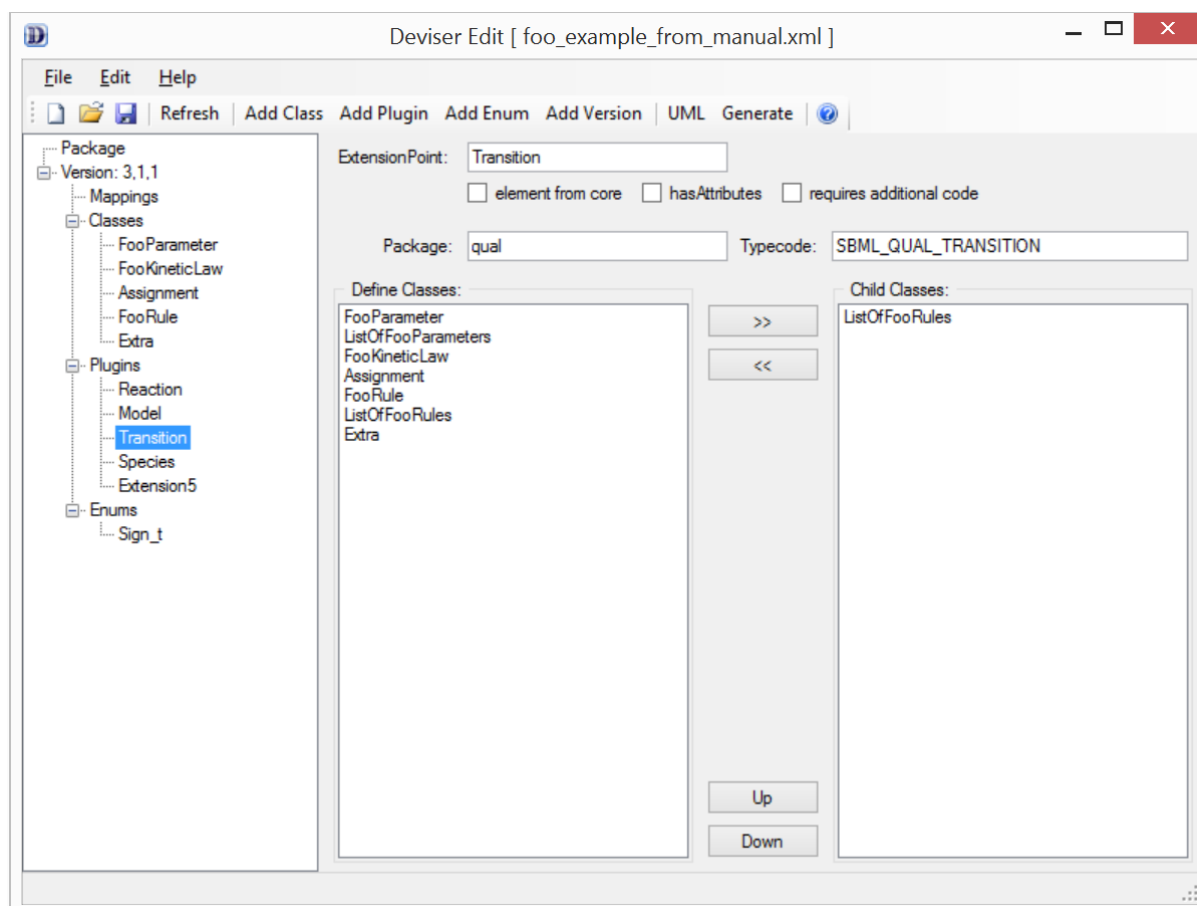 Deviser Edit [ foo_example_from_manual.xml ]
File Edit Help
Refresh Add Class Add Plugin Add Enum Add Version UML Generate
Package
Version: 3,1,1
Mappings
Classes
FooParameter
FooKineticLaw
Assignment
FooRule
Extra
Plugins
Reaction
Model
Transition
Species
Extension5
Enums
Sign_t
ExtensionPoint: Transition
element from core hasAttributes requires additional code
Package: qual Typecode: SBML_QUAL_TRANSITION
Define Classes:
FooParameter
ListOfFooParameters
FooKineticLaw
Assignment
FooRule
ListOfFooRules
Extra
>>
<<
Up
Down
Child Classes:
ListOfFooRules